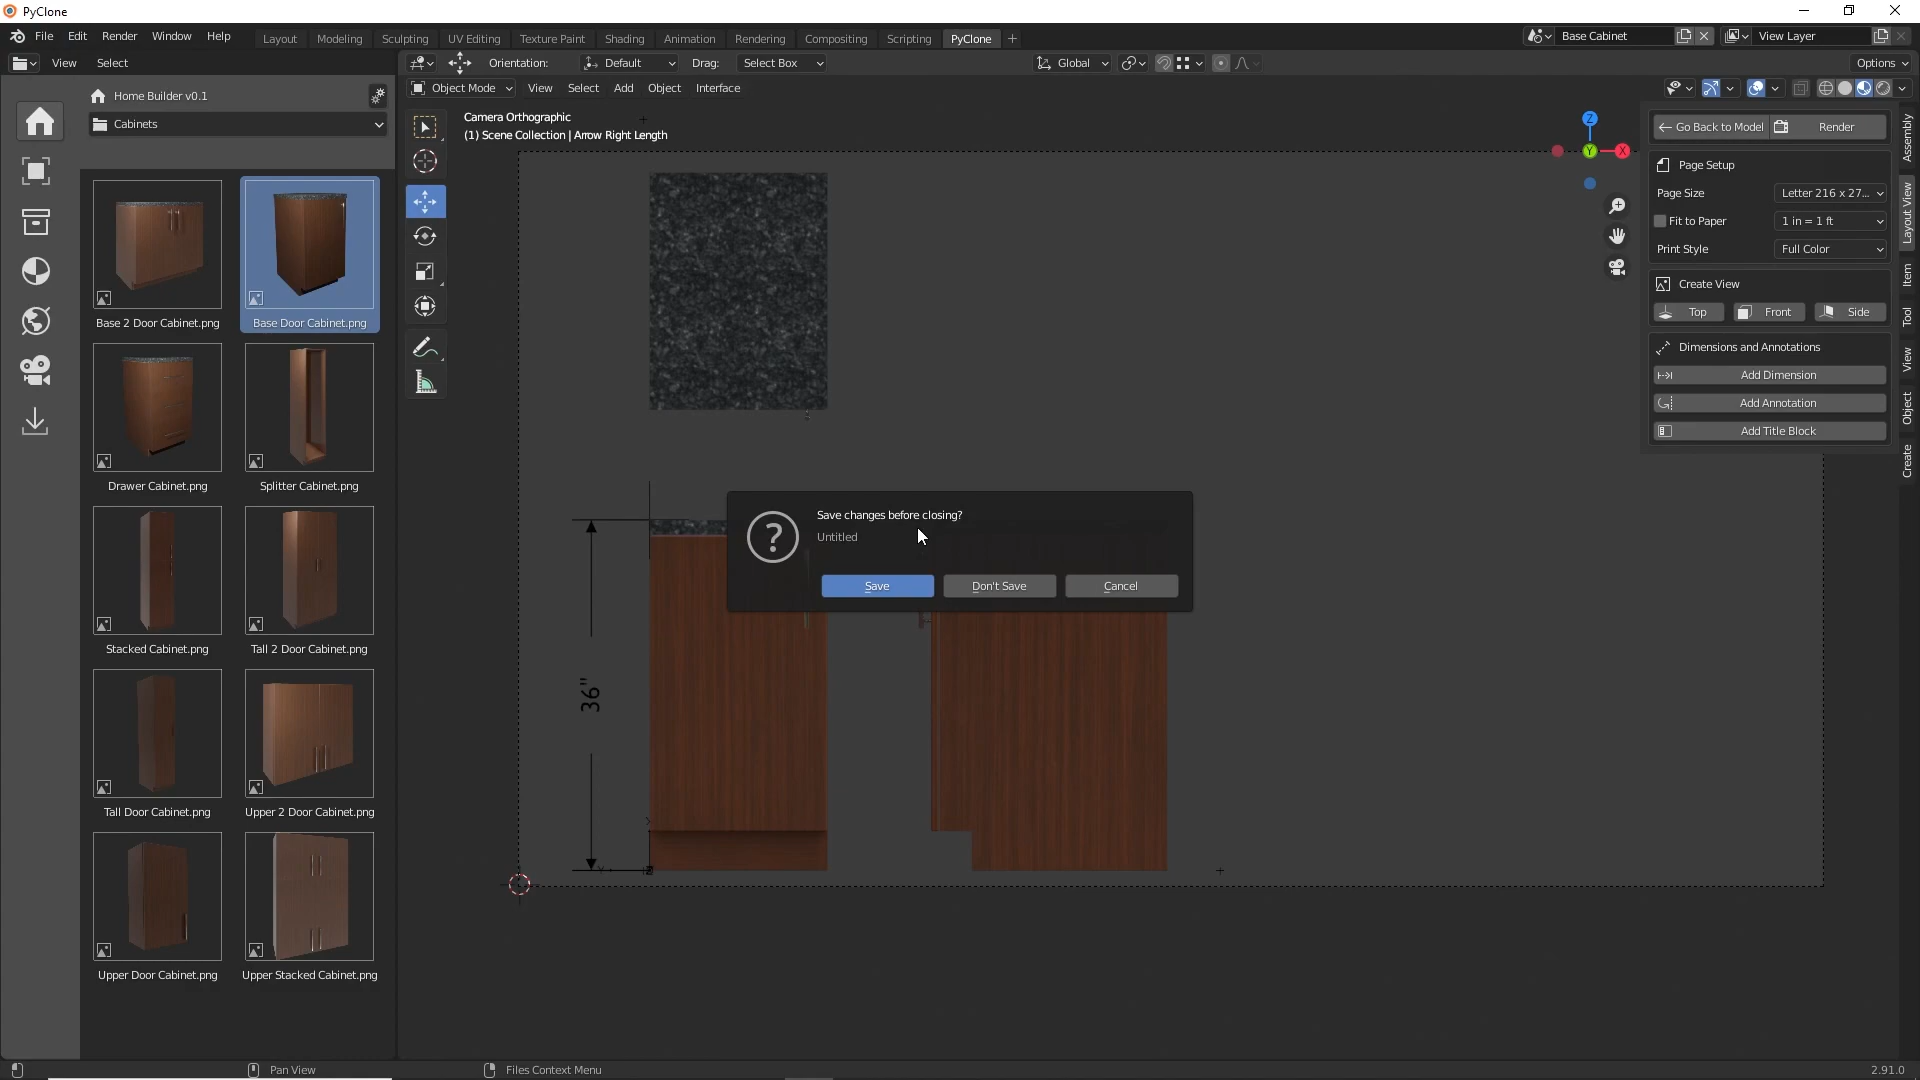 PyClone
File Edit Render Window Help
Layout Modeling Sculpting UV Editing Texture Paint Shading Animation Rendering Compositing Scripting PyClone
Base Cabinet
View Layer
View Select
Orientation: Default Drag: Select Box
Global
Options
Object Mode View Select Add Object Interface
Home Builder v0.1
Cabinets
Camera Orthographic
(1) Scene Collection | Arrow Right Length
Z
Y
X
Base 2 Door Cabinet.png
Base Door Cabinet.png
Drawer Cabinet.png
Splitter Cabinet.png
Stacked Cabinet.png
Tall 2 Door Cabinet.png
Tall Door Cabinet.png
Upper 2 Door Cabinet.png
Upper Door Cabinet.png
Upper Stacked Cabinet.png
36"
Save changes before closing?
Untitled
Save
Don't Save
Cancel
Go Back to Model
Render
Page Setup
Page Size
Letter 216 x 27...
Fit to Paper
1 in = 1 ft
Print Style
Full Color
Create View
Top
Front
Side
Dimensions and Annotations
Add Dimension
Add Annotation
Add Title Block
Assembly
Layout View
Item
Tool
View
Object
Create
Pan View
Files Context Menu
2.91.0